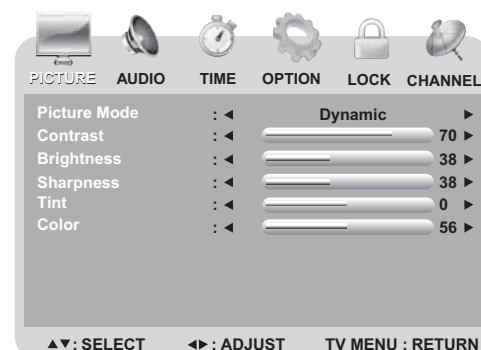 PICTURE AUDIO TIME OPTION LOCK CHANNEL
Picture Mode : ◄ Dynamic ►
Contrast : ◄ 70 ►
Brightness : ◄ 38 ►
Sharpness : ◄ 38 ►
Tint : ◄ 0 ►
Color : ◄ 56 ►
▲▼: SELECT ◄►: ADJUST TV MENU : RETURN